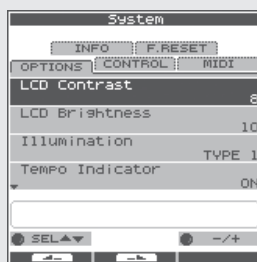 System
INFO F.RESET
OPTIONS CONTROL MIDI
LCD Contrast
8
LCD Brightness
10
Illumination
TYPE 1
Tempo Indicator
ON
SEL▲▼ -/+